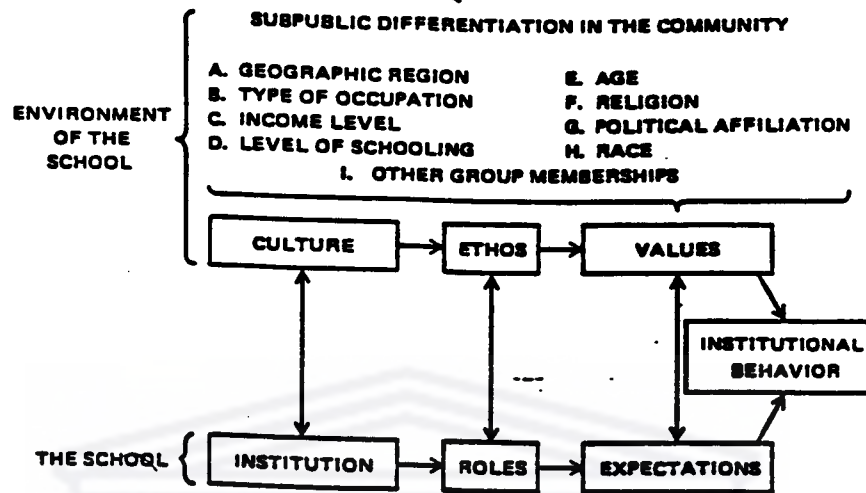 SUBPUBLIC DIFFERENTIATION IN THE COMMUNITY
A. GEOGRAPHIC REGION
B. TYPE OF OCCUPATION
C. INCOME LEVEL
D. LEVEL OF SCHOOLING
E. AGE
F. RELIGION
G. POLITICAL AFFILIATION
H. RACE
I. OTHER GROUP MEMBERSHIPS
ENVIRONMENT
OF THE
SCHOOL
CULTURE
ETHOS
VALUES
INSTITUTIONAL
BEHAVIOR
THE SCHOOL
INSTITUTION
ROLES
EXPECTATIONS